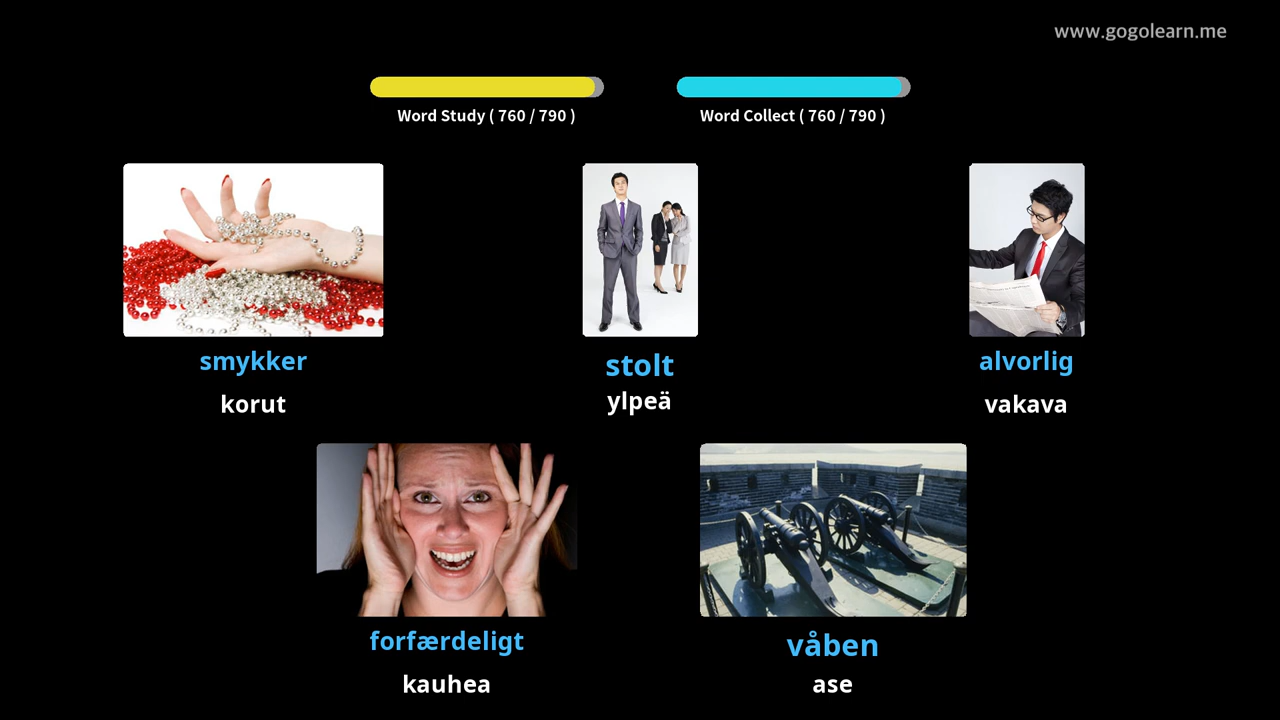 www.gogolearn.me
Word Study ( 760 / 790 )
Word Collect ( 760 / 790 )
smykker
korut
stolt
ylpeä
alvorlig
vakava
forfærdeligt
kauhea
våben
ase